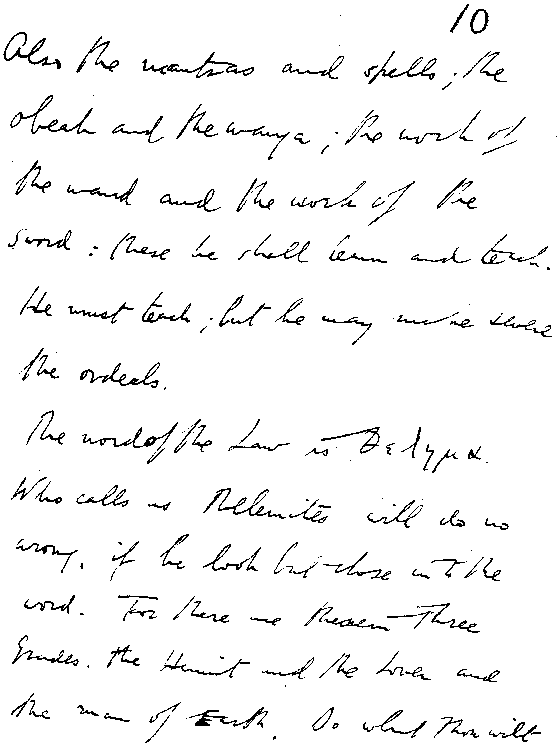 10
Also the mantras and spells; the
obeah and the wanga; the work of
the wand and the work of the
sword: these he shall learn and teach.
He must teach; but he may make severe
the ordeals.
The word of the Law is Θελημα.
Who calls us Thelemites will do no
wrong, if he look but close into the
word. For there are therein Three
Grades. the Hermit and the Lover and
the man of Earth. Do what thou wilt